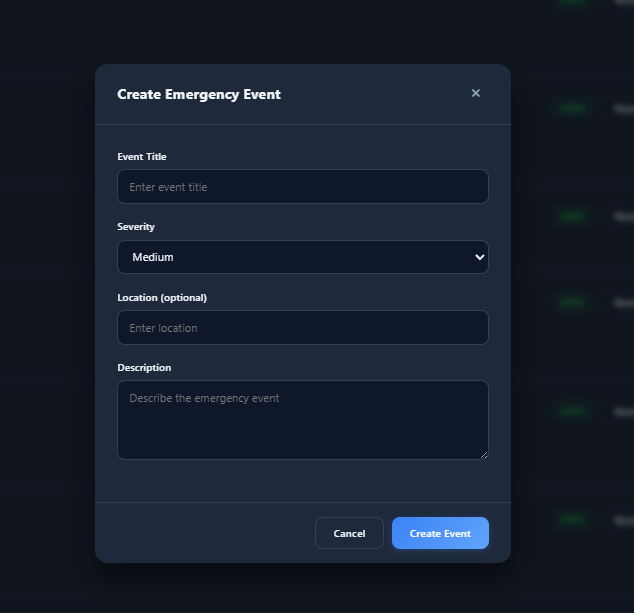 Create Emergency Event
×
Event Title
Enter event title
Severity
Medium
Location (optional)
Enter location
Description
Describe the emergency event
Cancel
Create Event